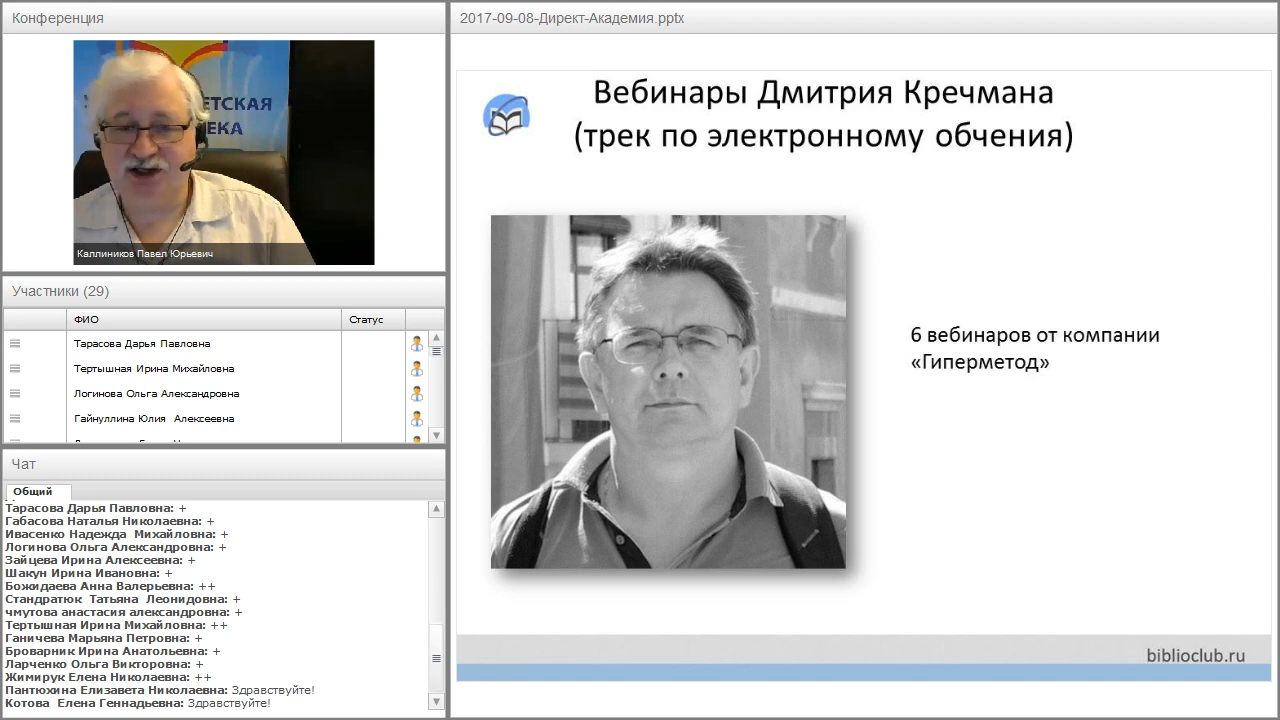 Конференция
ЕТСКАЯ
ЕКА
Каллиников Павел Юрьевич
Участники (29)
ФИО Статус
Тарасова Дарья Павловна
Тертышная Ирина Михайловна
Логинова Ольга Александровна
Гайнуллина Юлия Алексеевна
Чат
Общий
Тарасова Дарья Павловна: +
Габасова Наталья Николаевна: +
Ивасенко Надежда Михайловна: +
Логинова Ольга Александровна: +
Зайцева Ирина Алексеевна: +
Шакун Ирина Ивановна: +
Божидаева Анна Валерьевна: ++
Стандратюк Татьяна Леонидовна: +
чмутова анастасия александровна: +
Тертышная Ирина Михайловна: ++
Ганичева Марьяна Петровна: +
Броварник Ирина Анатольевна: +
Ларченко Ольга Викторовна: +
Жимирук Елена Николаевна: ++
Пантюхина Елизавета Николаевна: Здравствуйте!
Котова Елена Геннадьевна: Здравствуйте!
2017-09-08-Директ-Академия.pptx
Вебинары Дмитрия Кречмана
(трек по электронному обчения)
6 вебинаров от компании
«Гиперметод»
biblioclub.ru